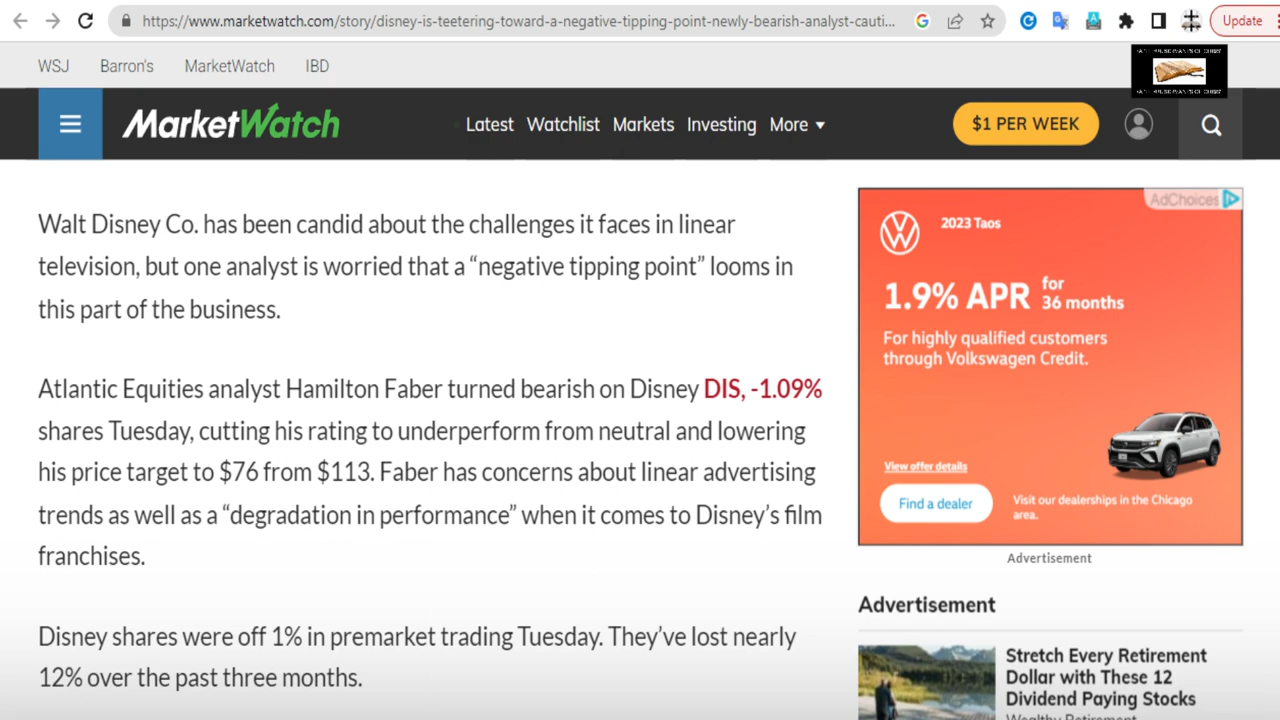 https://www.marketwatch.com/story/disney-is-teetering-toward-a-negative-tipping-point-newly-bearish-analyst-cauti...
Update
WSJ Barron's MarketWatch IBD
MarketWatch
Latest Watchlist Markets Investing More
$1 PER WEEK
Walt Disney Co. has been candid about the challenges it faces in linear
television, but one analyst is worried that a “negative tipping point” looms in
this part of the business.
Atlantic Equities analyst Hamilton Faber turned bearish on Disney DIS, -1.09%
shares Tuesday, cutting his rating to underperform from neutral and lowering
his price target to $76 from $113. Faber has concerns about linear advertising
trends as well as a “degradation in performance” when it comes to Disney’s film
franchises.
Disney shares were off 1% in premarket trading Tuesday. They’ve lost nearly
12% over the past three months.
AdChoices
2023 Taos
1.9% APR for
36 months
For highly qualified customers
through Volkswagen Credit.
View offer details
Find a dealer
Visit our dealerships in the Chicago
area.
Advertisement
Advertisement
Stretch Every Retirement
Dollar with These 12
Dividend Paying Stocks
Wealthy Retirement